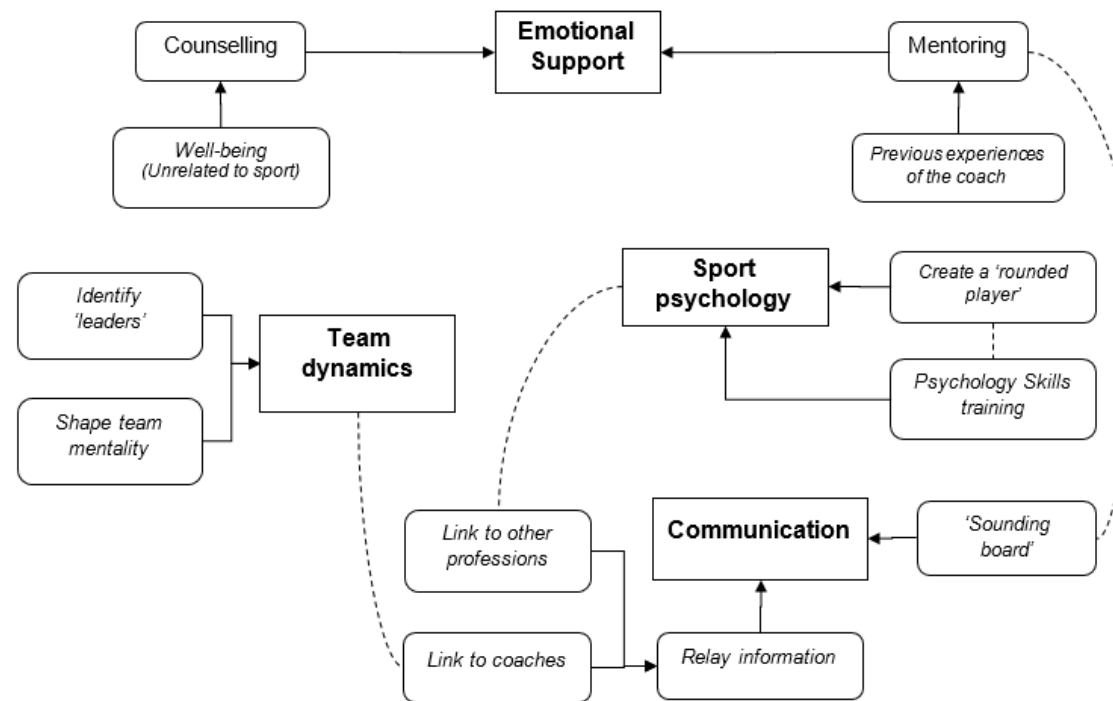 Counselling
Emotional
Support
Mentoring
Well-being
(Unrelated to sport)
Previous experiences
of the coach
Identify
‘leaders’
Team
dynamics
Shape team
mentality
Sport
psychology
Create a ‘rounded
player’
Psychology Skills
training
Link to other
professions
Communication
‘Sounding
board’
Link to coaches
Relay information